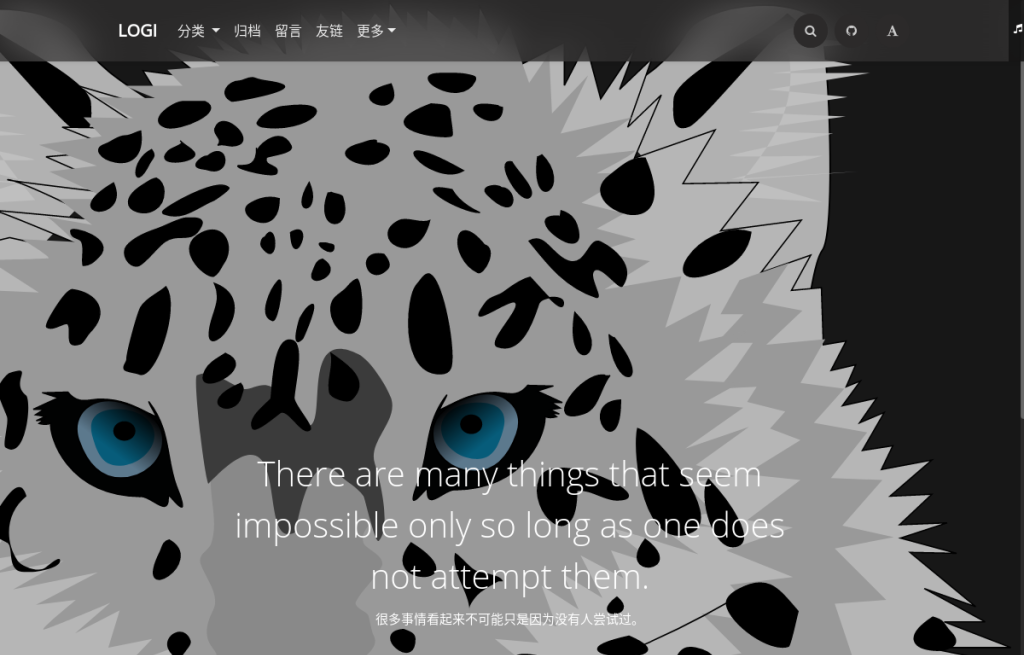 LOGI 分类 归档 留言 友链 更多 A
There are many things that seem
impossible only so long as one does
not attempt them.
很多事情看起来不可能只是因为没有人尝试过。